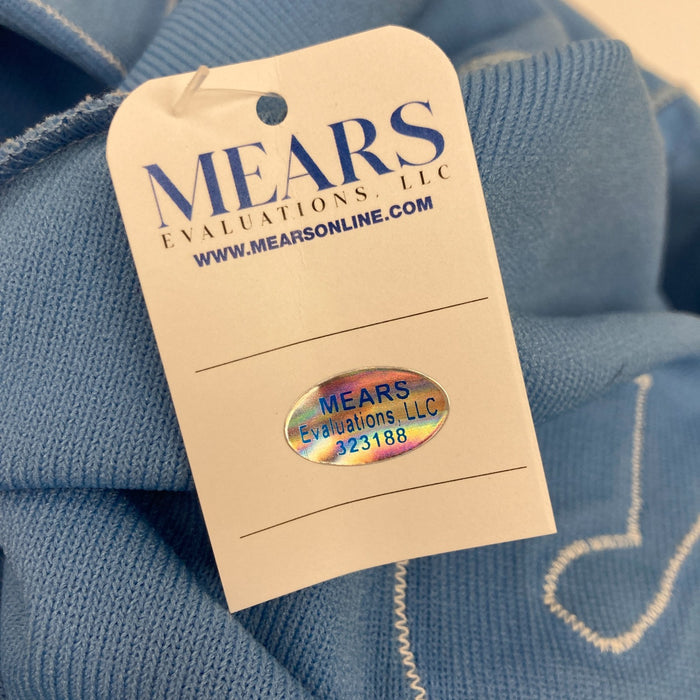 MEARS
EVALUATIONS, LLC
WWW.MEARSONLINE.COM
MEARS
Evaluations, LLC
323188